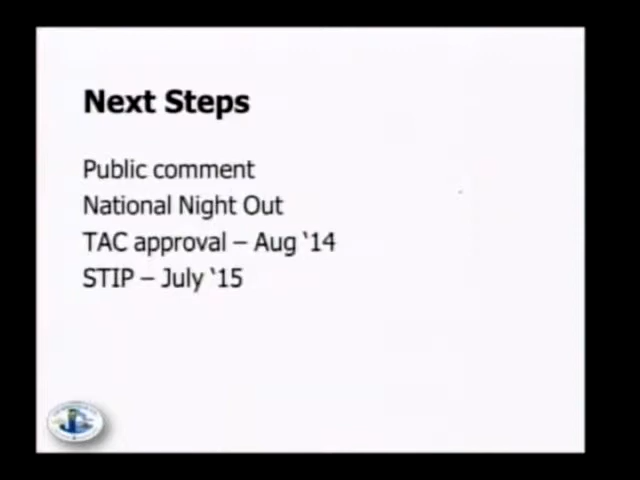 Next Steps
Public comment
National Night Out
TAC approval – Aug ‘14
STIP – July ‘15